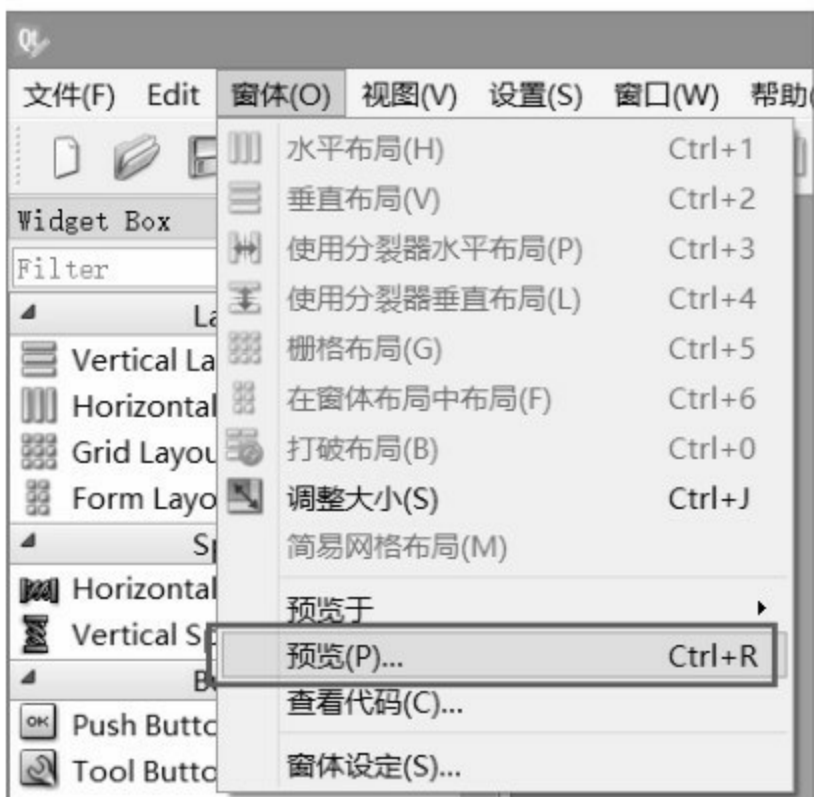 Qt
文件(F) Edit 窗体(O) 视图(V) 设置(S) 窗口(W) 帮助(
水平布局(H) Ctrl+1
垂直布局(V) Ctrl+2
使用分裂器水平布局(P) Ctrl+3
使用分裂器垂直布局(L) Ctrl+4
栅格布局(G) Ctrl+5
在窗体布局中布局(F) Ctrl+6
打破布局(B) Ctrl+0
调整大小(S) Ctrl+J
简易网格布局(M)
预览于
预览(P)... Ctrl+R
查看代码(C)...
窗体设定(S)...
Widget Box
Filter
Vertical La
Horizontal
Grid Layou
Form Layo
Sp
Horizontal
Vertical Sp
B
OK Push Butto
Tool Butto